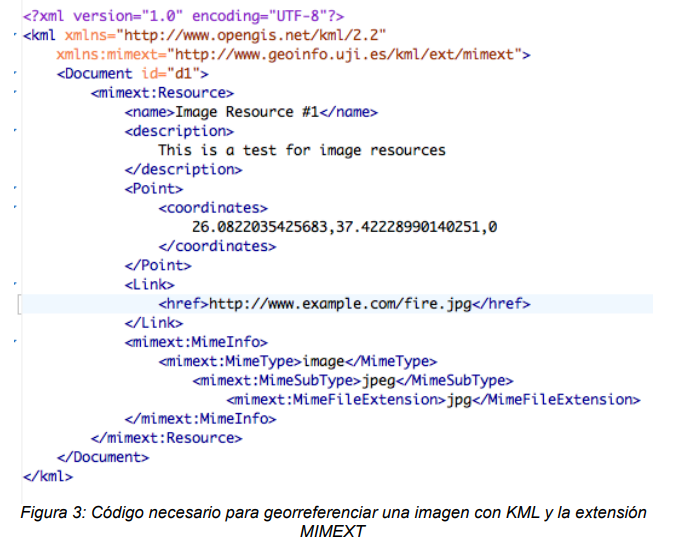 <?xml version="1.0" encoding="UTF-8"?>
<kml xmlns="http://www.opengis.net/kml/2.2"
xmlns:mimext="http://www.geoinfo.uji.es/kml/ext/mimext">
<Document id="d1">
<mimext:Resource>
<name>Image Resource #1</name>
<description>
This is a test for image resources
</description>
<Point>
<coordinates>
26.0822035425683,37.42228990140251,0
</coordinates>
</Point>
<Link>
<href>http://www.example.com/fire.jpg</href>
</Link>
<mimext:MimeInfo>
<mimext:MimeType>image</MimeType>
<mimext:MimeSubType>jpeg</MimeSubType>
<mimext:MimeFileExtension>jpg</MimeFileExtension>
</mimext:MimeInfo>
</mimext:Resource>
</Document>
</kml>
Figura 3: Código necesario para georreferenciar una imagen con KML y la extensión
MIMEXT